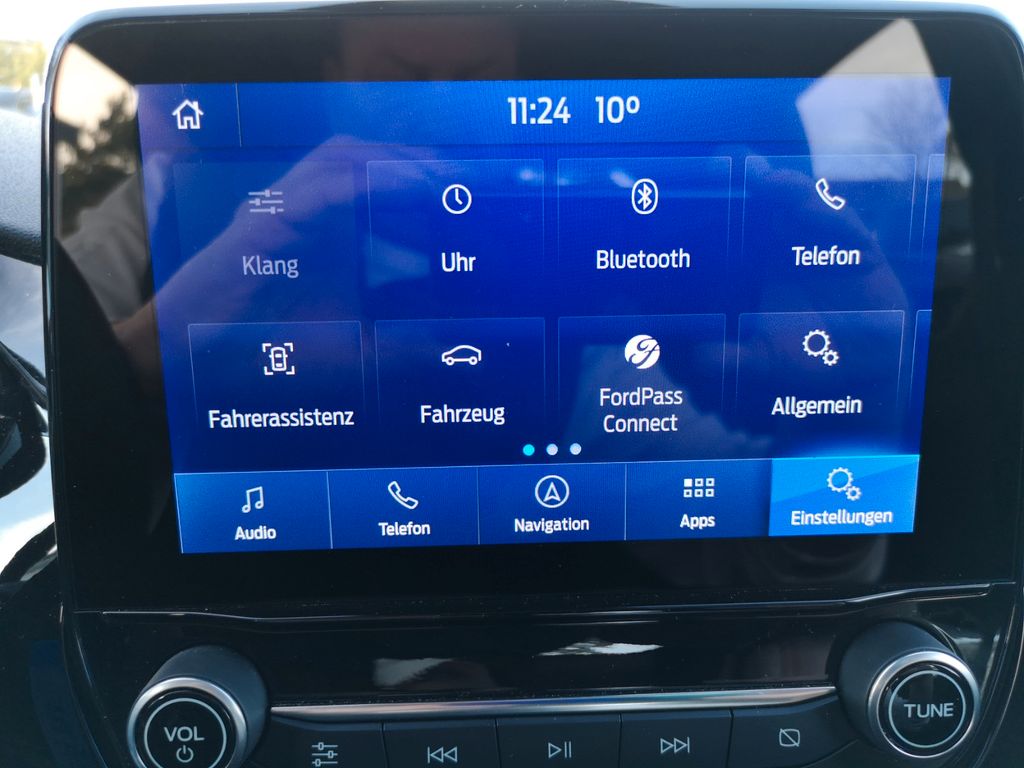 11:24 10°
Klang
Uhr
Bluetooth
Telefon
Fahrerassistenz
Fahrzeug
FordPass
Connect
Allgemein
Audio
Telefon
Navigation
Apps
Einstellungen
VOL
TUNE